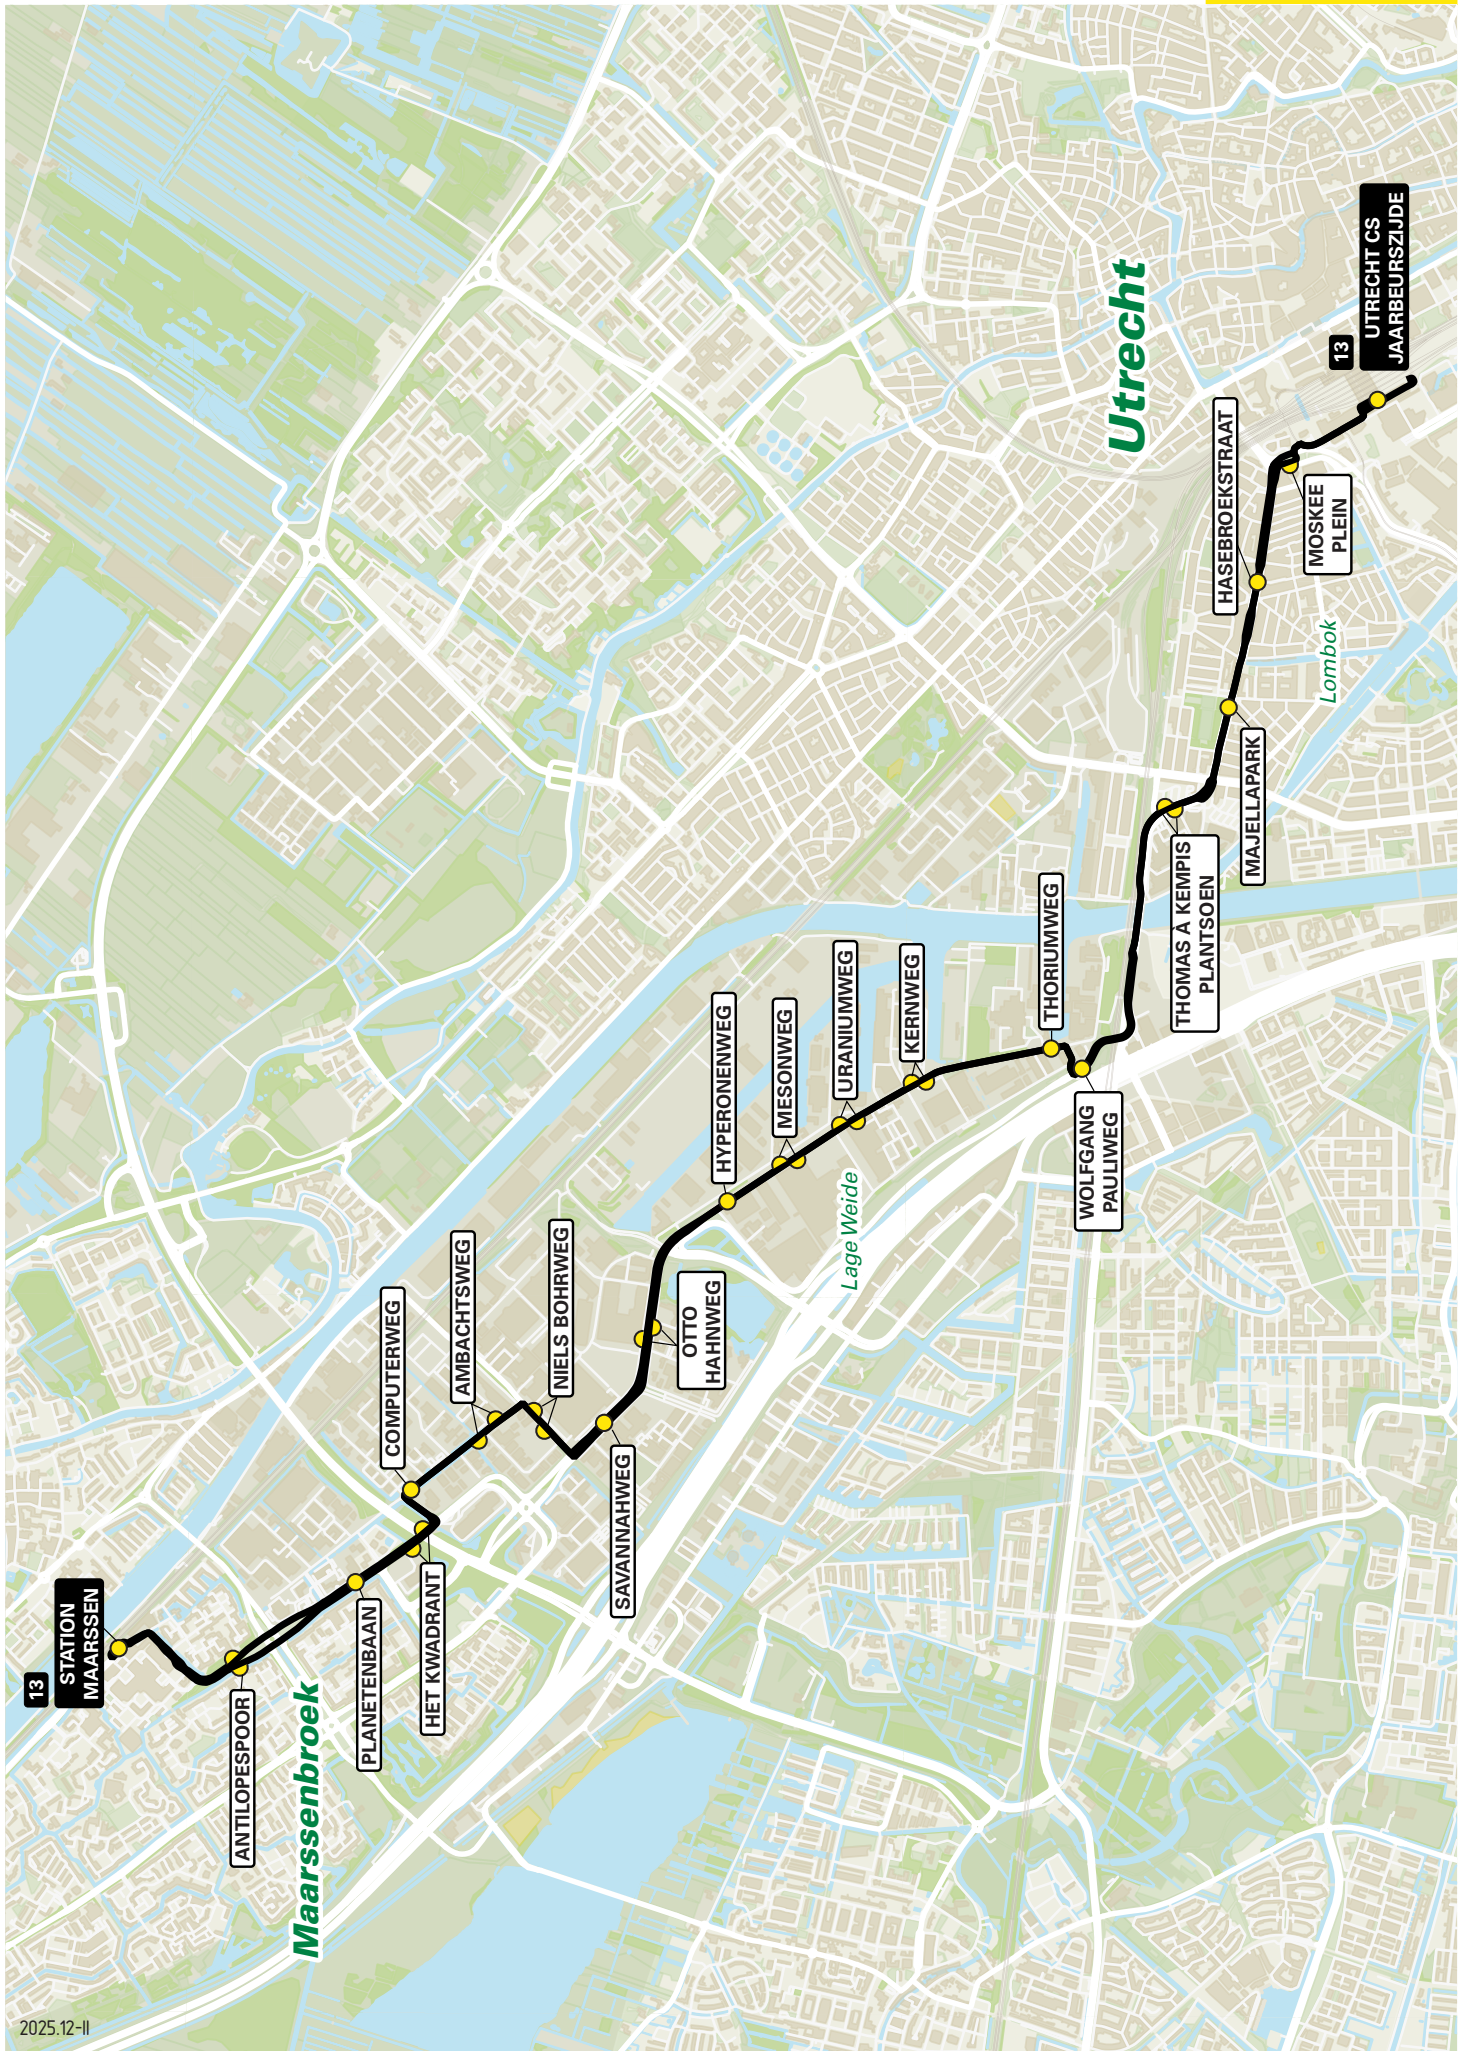 13
STATION
MAARSSEN
ANTILOPESPOOR
Maarssenbroek
PLANETENBAAN
HET KWADRANT
COMPUTERWEG
AMBACHTSWEG
NIELS BOHRWEG
SAVANNAHWEG
OTTO
HAHNWEG
HYPERONENWEG
MESONWEG
URANIUMWEG
Lage Weide
KERNWEG
THORIUMWEG
WOLFGANG
PAULIWEG
THOMAS À KEMPIS
PLANTSOEN
MAJELLAPARK
Lombok
HASEBROEKSTRAAT
MOSKEE
PLEIN
Utrecht
13
UTRECHT CS
JAARBEURSZIJDE
2025.12-II